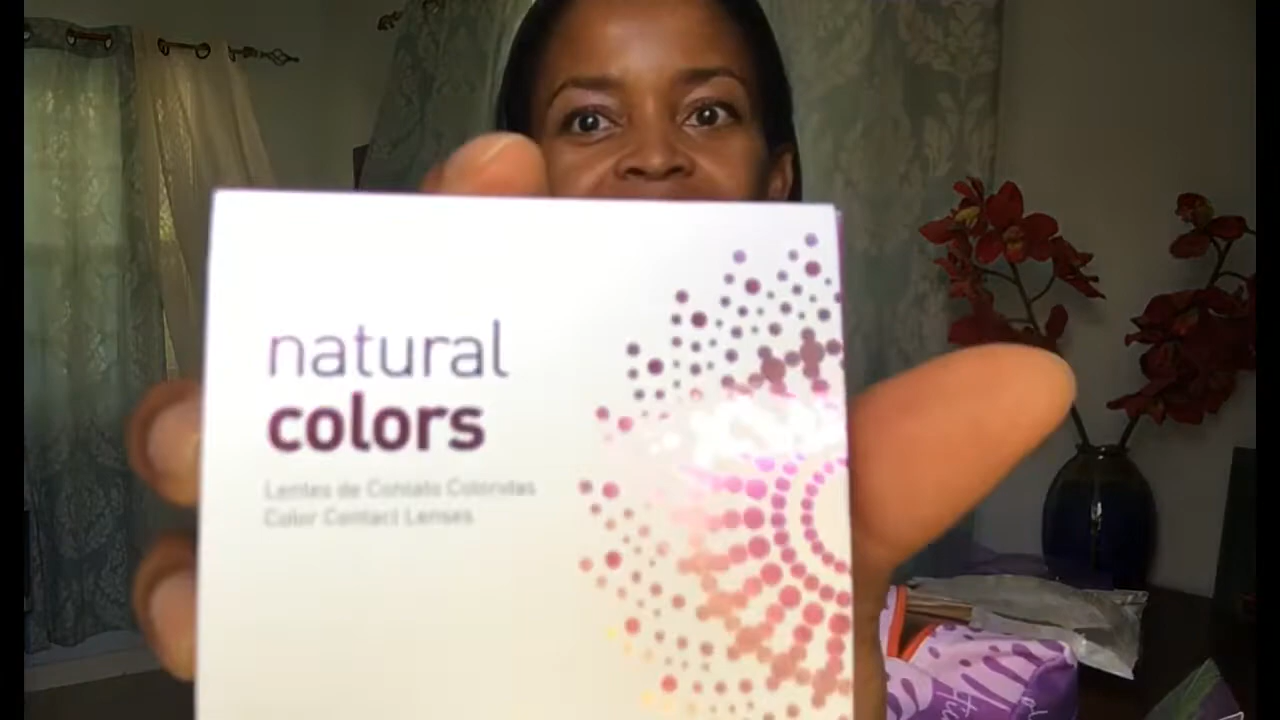 natural
colors
Lentes de Contato Coloridas
Color Contact Lenses